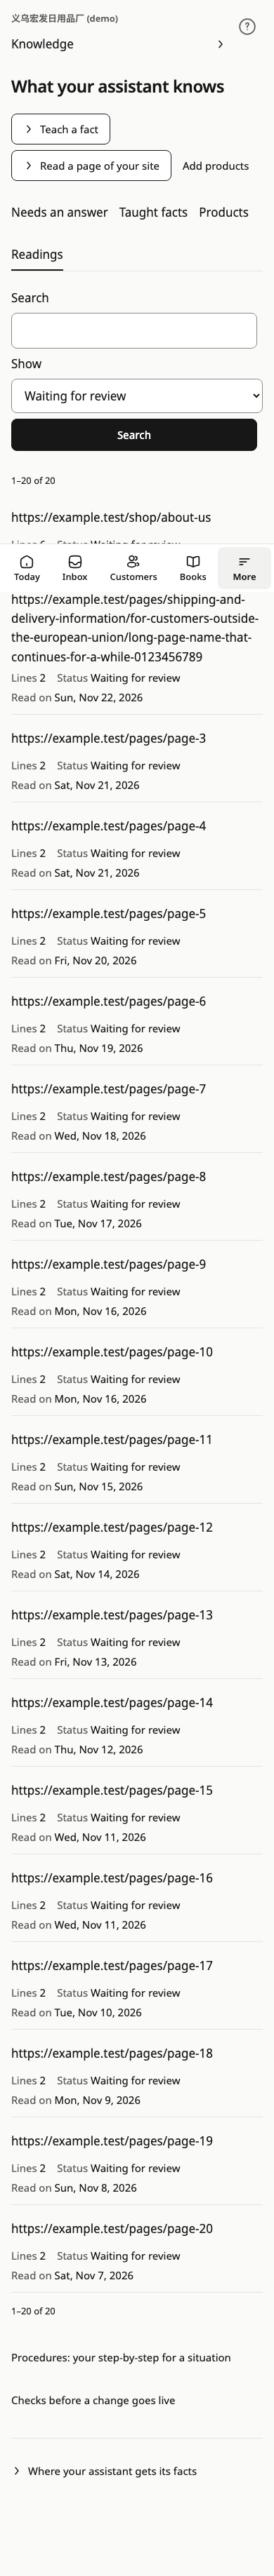 义乌宏发日用品厂 (demo)
Knowledge
What your assistant knows
Teach a fact
Read a page of your site
Add products
Needs an answer Taught facts Products
Readings
Search
Show
Waiting for review
Search
1–20 of 20
https://example.test/shop/about-us
Today Inbox Customers Books More
https://example.test/pages/shipping-and-
delivery-information/for-customers-outside-
the-european-union/long-page-name-that-
continues-for-a-while-0123456789
Lines 2 Status Waiting for review
Read on Sun, Nov 22, 2026
https://example.test/pages/page-3
Lines 2 Status Waiting for review
Read on Sat, Nov 21, 2026
https://example.test/pages/page-4
Lines 2 Status Waiting for review
Read on Sat, Nov 21, 2026
https://example.test/pages/page-5
Lines 2 Status Waiting for review
Read on Fri, Nov 20, 2026
https://example.test/pages/page-6
Lines 2 Status Waiting for review
Read on Thu, Nov 19, 2026
https://example.test/pages/page-7
Lines 2 Status Waiting for review
Read on Wed, Nov 18, 2026
https://example.test/pages/page-8
Lines 2 Status Waiting for review
Read on Tue, Nov 17, 2026
https://example.test/pages/page-9
Lines 2 Status Waiting for review
Read on Mon, Nov 16, 2026
https://example.test/pages/page-10
Lines 2 Status Waiting for review
Read on Mon, Nov 16, 2026
https://example.test/pages/page-11
Lines 2 Status Waiting for review
Read on Sun, Nov 15, 2026
https://example.test/pages/page-12
Lines 2 Status Waiting for review
Read on Sat, Nov 14, 2026
https://example.test/pages/page-13
Lines 2 Status Waiting for review
Read on Fri, Nov 13, 2026
https://example.test/pages/page-14
Lines 2 Status Waiting for review
Read on Thu, Nov 12, 2026
https://example.test/pages/page-15
Lines 2 Status Waiting for review
Read on Wed, Nov 11, 2026
https://example.test/pages/page-16
Lines 2 Status Waiting for review
Read on Wed, Nov 11, 2026
https://example.test/pages/page-17
Lines 2 Status Waiting for review
Read on Tue, Nov 10, 2026
https://example.test/pages/page-18
Lines 2 Status Waiting for review
Read on Mon, Nov 9, 2026
https://example.test/pages/page-19
Lines 2 Status Waiting for review
Read on Sun, Nov 8, 2026
https://example.test/pages/page-20
Lines 2 Status Waiting for review
Read on Sat, Nov 7, 2026
1–20 of 20
Procedures: your step-by-step for a situation
Checks before a change goes live
Where your assistant gets its facts